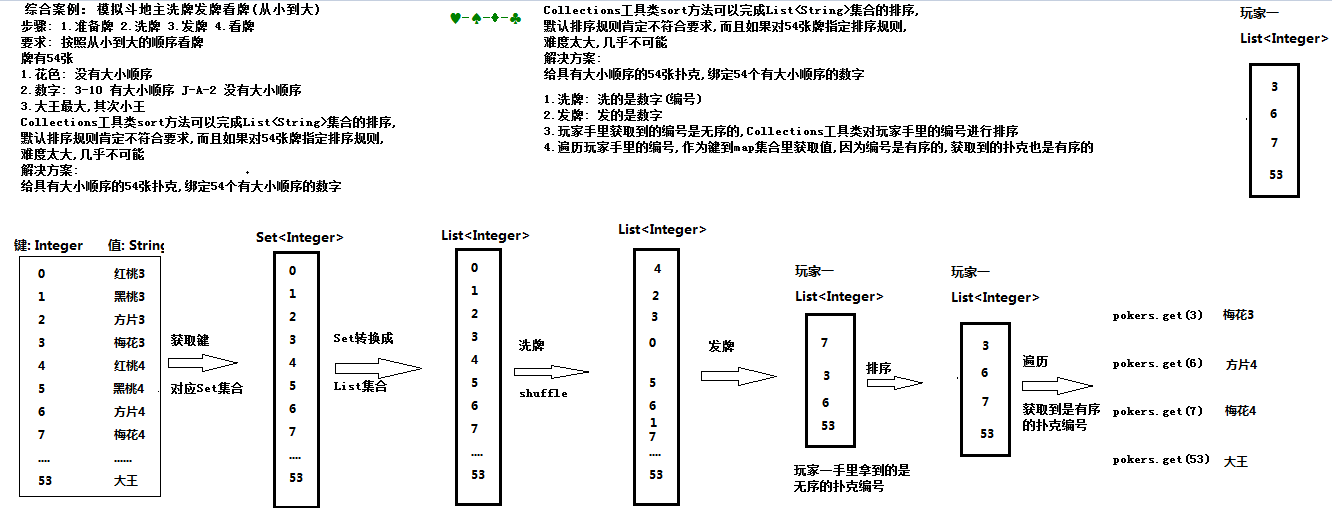 综合案例: 模拟斗地主洗牌发牌看牌(从小到大)
步骤: 1.准备牌 2.洗牌 3.发牌 4.看牌
要求: 按照从小到大的顺序看牌
牌有54张
1.花色: 没有大小顺序
2.数字: 3-10 有大小顺序 J-A-2 没有大小顺序
3.大王最大,其次小王
Collections工具类sort方法可以完成List<String>集合的排序,
默认排序规则肯定不符合要求,而且如果对54张牌指定排序规则,
难度太大,几乎不可能
解决方案:
给具有大小顺序的54张扑克,绑定54个有大小顺序的数字
♥-♠-♦-♣
Collections工具类sort方法可以完成List<String>集合的排序,
默认排序规则肯定不符合要求,而且如果对54张牌指定排序规则,
难度太大,几乎不可能
解决方案:
给具有大小顺序的54张扑克,绑定54个有大小顺序的数字
1.洗牌: 洗的是数字(编号)
2.发牌: 发的是数字
3.玩家手里获取到的编号是无序的,Collections工具类对玩家手里的编号进行排序
4.遍历玩家手里的编号,作为键到map集合里获取值,因为编号是有序的,获取到的扑克也是有序的
玩家一
List<Integer>
3
6
7
53
键: Integer 值: String
0 红桃3
1 黑桃3
2 方片3
3 梅花3
4 红桃4
5 黑桃4
6 方片4
7 梅花4
.... ......
53 大王
获取键
对应Set集合
Set<Integer>
0
1
2
3
4
5
6
7
....
53
Set转换成
List集合
List<Integer>
0
1
2
3
4
5
6
7
....
53
洗牌
shuffle
List<Integer>
4
2
3
0
5
6
1
7
....
53
发牌
玩家一
List<Integer>
7
3
6
53
玩家一手里拿到的是
无序的扑克编号
排序
玩家一
List<Integer>
3
6
7
53
遍历
获取到是有序
的扑克编号
pokers.get(3) 梅花3
pokers.get(6) 方片4
pokers.get(7) 梅花4
pokers.get(53) 大王